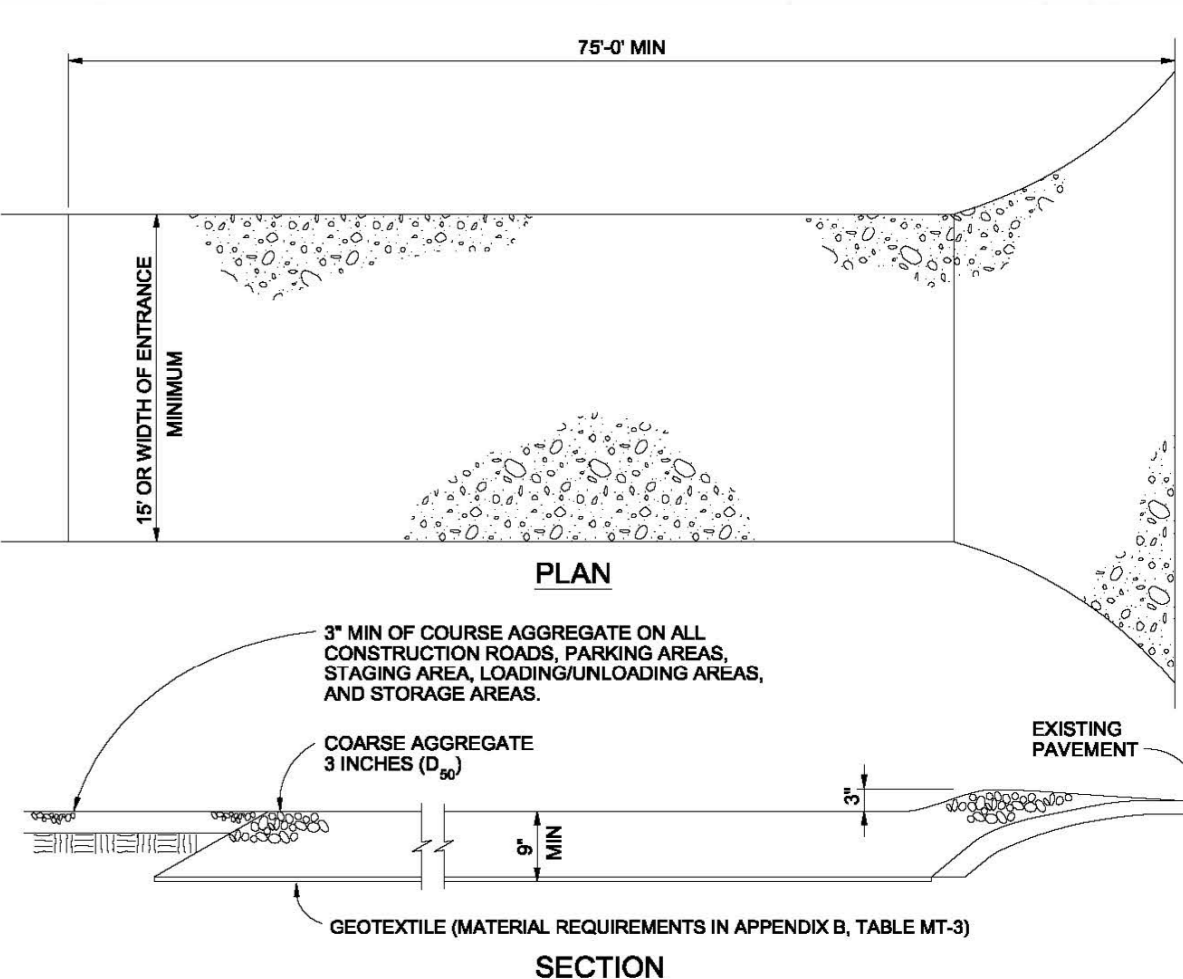 75'-0' MIN
15' OR WIDTH OF ENTRANCE
MINIMUM
PLAN
3" MIN OF COURSE AGGREGATE ON ALL
CONSTRUCTION ROADS, PARKING AREAS,
STAGING AREA, LOADING/UNLOADING AREAS,
AND STORAGE AREAS.
COARSE AGGREGATE
3 INCHES (D50)
EXISTING
PAVEMENT
3"
9"
MIN
GEOTEXTILE (MATERIAL REQUIREMENTS IN APPENDIX B, TABLE MT-3)
SECTION